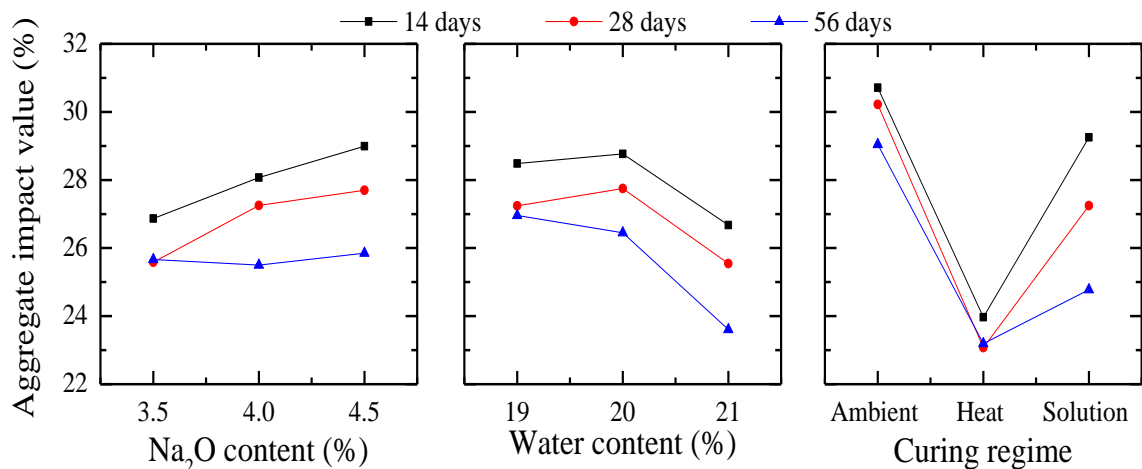 14 days 28 days 56 days
Aggregate impact value (%)
32
30
28
26
24
22
3.5 4.0 4.5
Na₂O content (%)
19 20 21
Water content (%)
Ambient Heat Solution
Curing regime